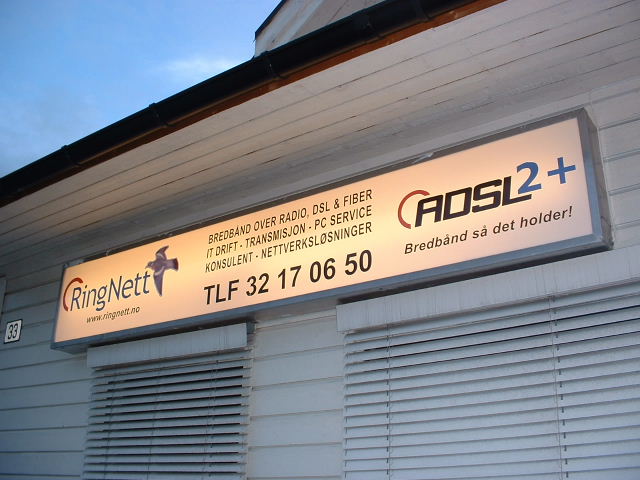 33
RingNett
www.ringnett.no
BREDBÅND OVER RADIO, DSL & FIBER
IT DRIFT - TRANSMISJON - PC SERVICE
KONSULENT - NETTVERKSLØSNINGER
TLF 32 17 06 50
ADSL2+
Bredbånd så det holder!